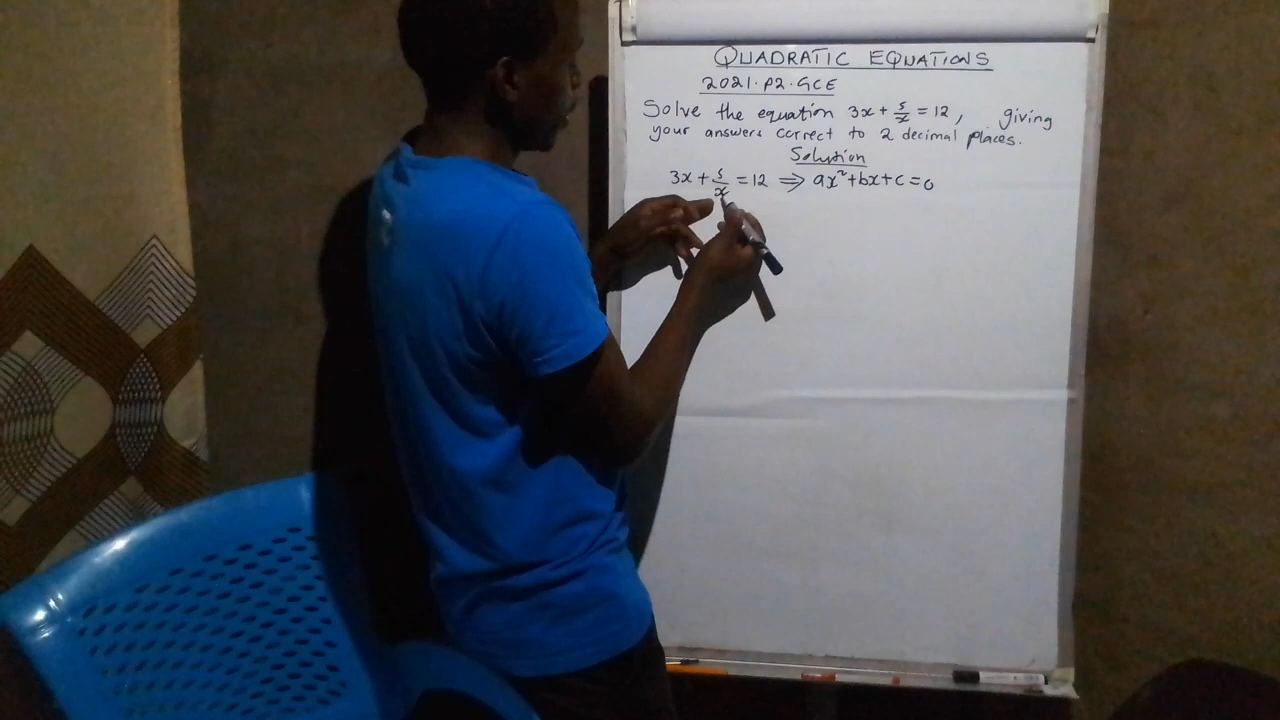 QUADRATIC EQUATIONS
2021. P2. GCE
Solve the equation 3x + 5/x = 12, giving
your answers correct to 2 decimal places.
Solution
3x + 5/x = 12 ⇒ ax² + bx + c = 0